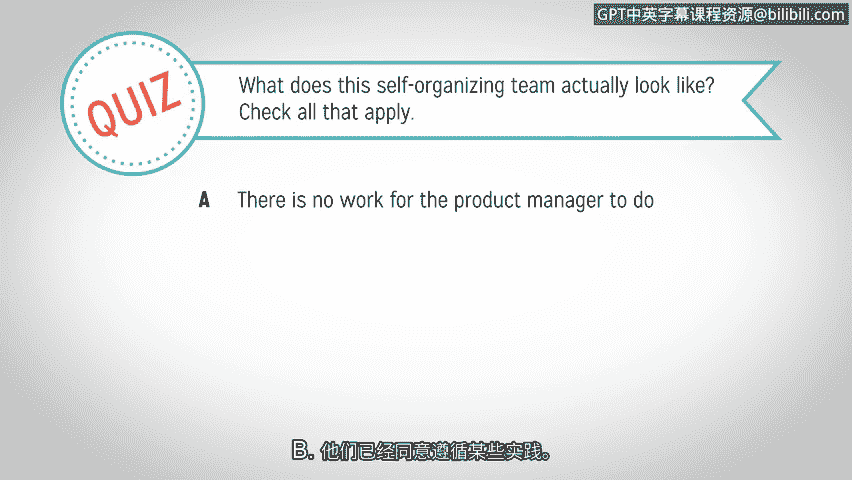 GPT中英字幕课程资源@bilibili.com
QUIZ
What does this self-organizing team actually look like?
Check all that apply.
A There is no work for the product manager to do
B. 他们已经同意遵循某些实践。